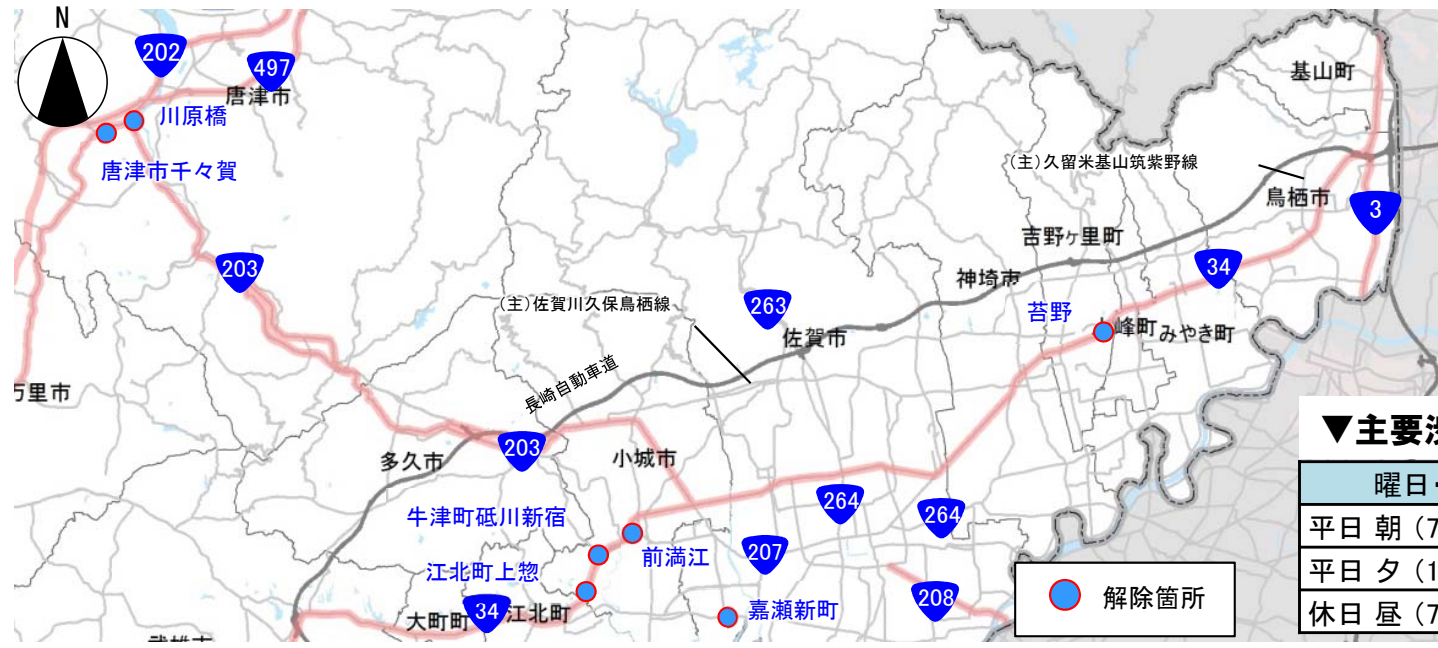 N
202
497
唐津市
川原橋
唐津市千々賀
基山町
(主)久留米基山筑紫野線
鳥栖市
3
吉野ヶ里町
34
神埼市
203
(主)佐賀川久保鳥栖線
263
苔野
佐賀市
峰町
みやき町
万里市
長崎自動車道
▼主要渋
203
多久市
小城市
曜日・
264
264
牛津町砥川新宿
平日 朝(7
前満江
207
平日 夕(1
江北町上惣
解除箇所
208
34
江北町
大町町
嘉瀬新町
休日 昼(7